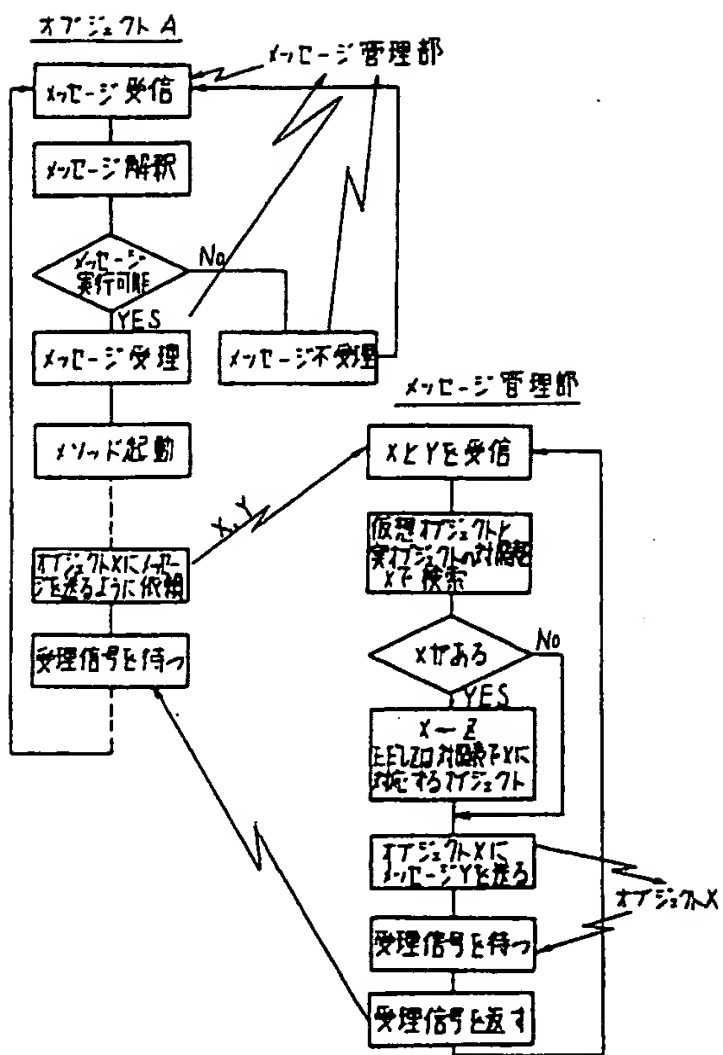 オブジェクトA
メッセージ管理部
メッセージ受信
メッセージ解釈
メッセージ
実行可能
No
YES
メッセージ受理
メッセージ不受理
メソッド起動
オブジェクトXにメッセー
ジを送るように依頼
受理信号を待つ
X,Y
メッセージ管理部
XとYを受信
仮想オブジェクトと
実オブジェクトの対照表
Xで検索
Xがある
No
YES
X←Z
但しZは対照表でXに
対応するオブジェクト
オブジェクトXに
メッセージYを送る
オブジェクトX
受理信号を待つ
受理信号を返す